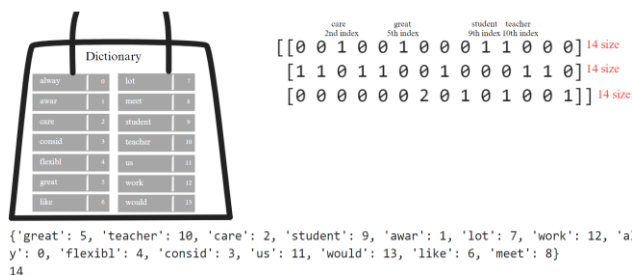 Dictionary
alway 0 lot 7
awar 1 meet 8
care 2 student 9
consid 3 teacher 10
flexibl 4 us 11
great 5 work 12
like 6 would 13
care great student teacher
2nd index 5th index 9th index 10th index
[[0 0 1 0 0 1 0 0 0 1 1 0 0 0] 14 size
[1 1 0 1 1 0 0 1 0 0 0 1 1 0] 14 size
[0 0 0 0 0 0 2 0 1 0 1 0 0 1]] 14 size
{'great': 5, 'teacher': 10, 'care': 2, 'student': 9, 'awar': 1, 'lot': 7, 'work': 12, 'al
y': 0, 'flexibl': 4, 'consid': 3, 'us': 11, 'would': 13, 'like': 6, 'meet': 8}
14